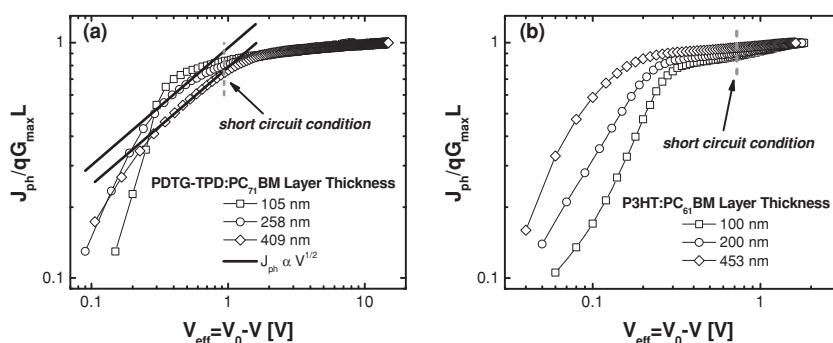 (a)
1
0.1
J_ph/qG_max L
short circuit condition
PDTG-TPD:PC_71BM Layer Thickness
105 nm
258 nm
409 nm
J_ph α V^1/2
0.1
1
10
V_eff=V_0-V [V]
(b)
1
0.1
J_ph/qG_max L
short circuit condition
P3HT:PC_61BM Layer Thickness
100 nm
200 nm
453 nm
0.1
1
V_eff=V_0-V [V]